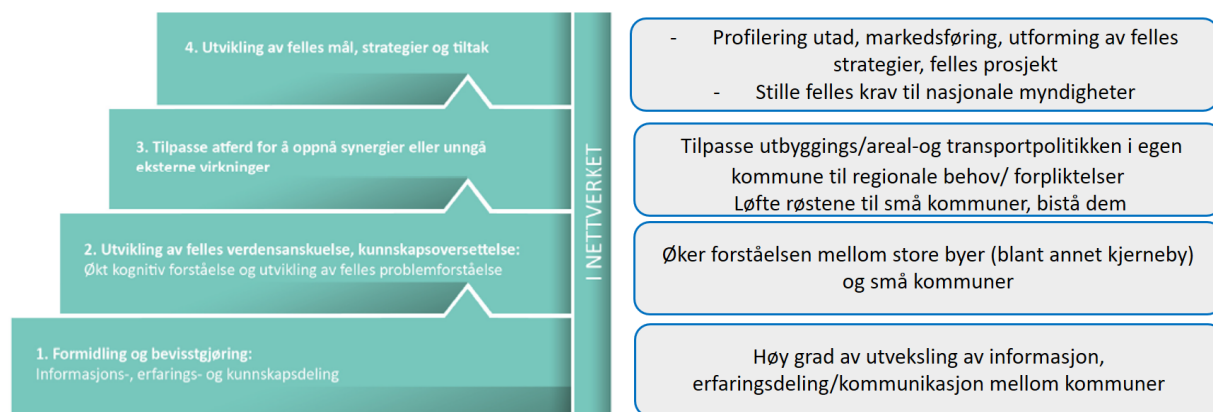 4. Utvikling av felles mål, strategier og tiltak
- Profilering utad, markedsføring, utforming av felles
strategier, felles prosjekt
- Stille felles krav til nasjonale myndigheter
3. Tilpasse atferd for å oppnå synergier eller unngå
eksterne virkninger
Tilpasse utbyggings/areal-og transportpolitikken i egen
kommune til regionale behov/ forpliktelser
Løfte røstene til små kommuner, bistå dem
2. Utvikling av felles verdensanskuelse, kunnskapsoversettelse:
Økt kognitiv forståelse og utvikling av felles problemforståelse
Øker forståelsen mellom store byer (blant annet kjerneby)
og små kommuner
1. Formidling og bevisstgjøring:
Informasjons-, erfarings- og kunnskapsdeling
Høy grad av utveksling av informasjon,
erfaringsdeling/kommunikasjon mellom kommuner
I NETTVERKET